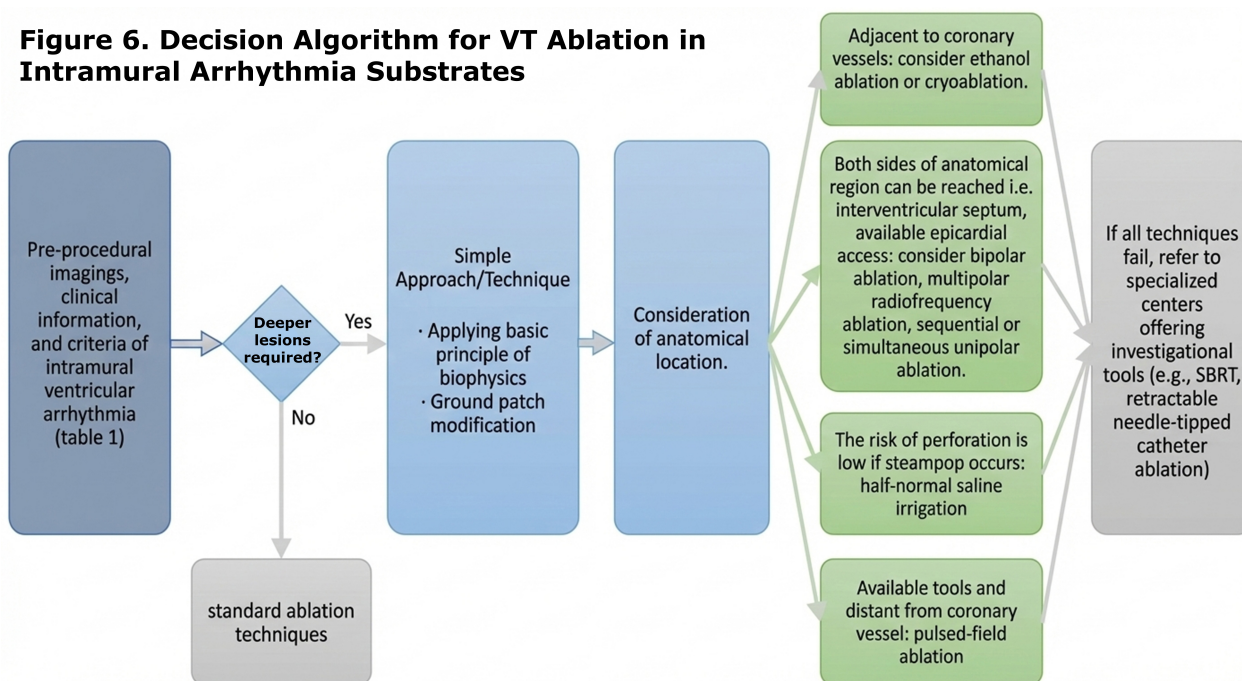 Figure 6. Decision Algorithm for VT Ablation in
Intramural Arrhythmia Substrates
Pre-procedural
imagings,
clinical
information,
and criteria of
intramural
ventricular
arrhythmia
(table 1)
Deeper
lesions
required?
Yes
No
standard ablation
techniques
Simple
Approach/Technique
· Applying basic
principle of
biophysics
· Ground patch
modification
Consideration
of anatomical
location.
Adjacent to coronary
vessels: consider ethanol
ablation or cryoablation.
Both sides of anatomical
region can be reached i.e.
interventricular septum,
available epicardial
access: consider bipolar
ablation, multipolar
radiofrequency
ablation, sequential or
simultaneous unipolar
ablation.
The risk of perforation is
low if steampop occurs:
half-normal saline
irrigation
Available tools and
distant from coronary
vessel: pulsed-field
ablation
If all techniques
fail, refer to
specialized
centers
offering
investigational
tools (e.g., SBRT,
retractable
needle-tipped
catheter
ablation)